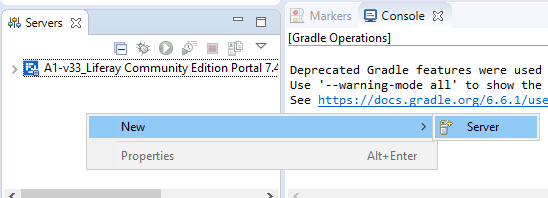 Servers
Markers
Console
[Gradle Operations]
A1-v33_Liferay Community Edition Portal 7.4
Deprecated Gradle features were used
Use '--warning-mode all' to show the
See https://docs.gradle.org/6.6.1/use
New
Server
Properties
Alt+Enter